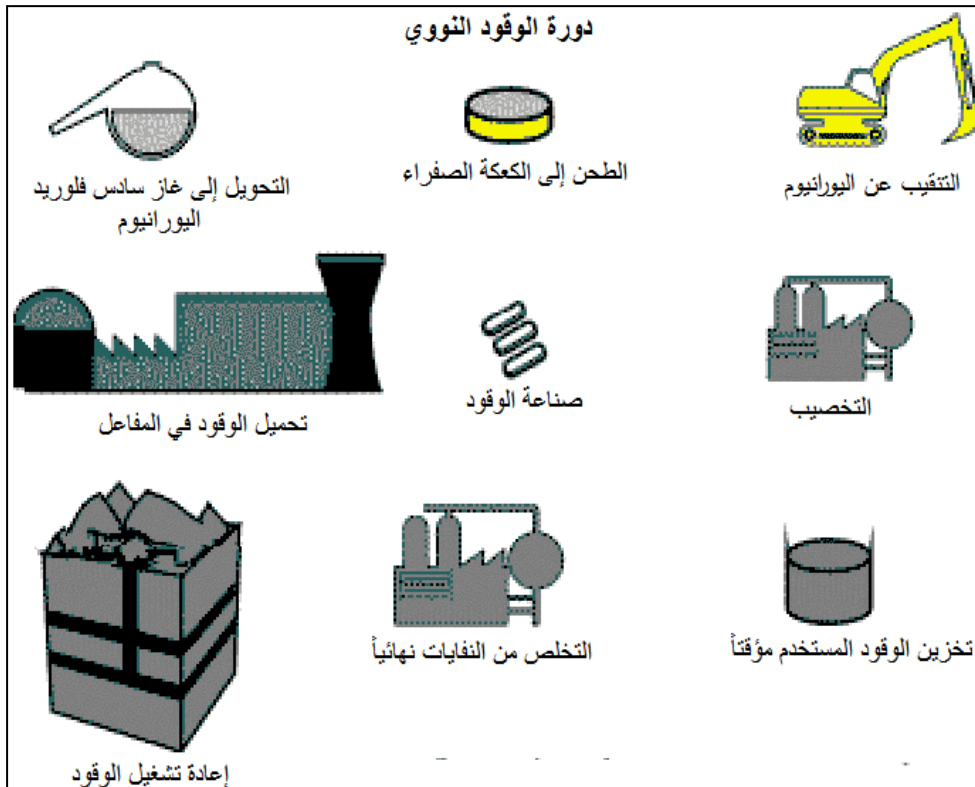 دورة الوقود النووي
التنقيب عن اليورانيوم
الطحن إلى الكعكة الصفراء
التحويل إلى غاز سادس فلوريد
اليورانيوم
التخصيب
صناعة الوقود
تحميل الوقود في المفاعل
تخزين الوقود المستخدم مؤقتاً
التخلص من النفايات نهائياً
إعادة تشغيل الوقود